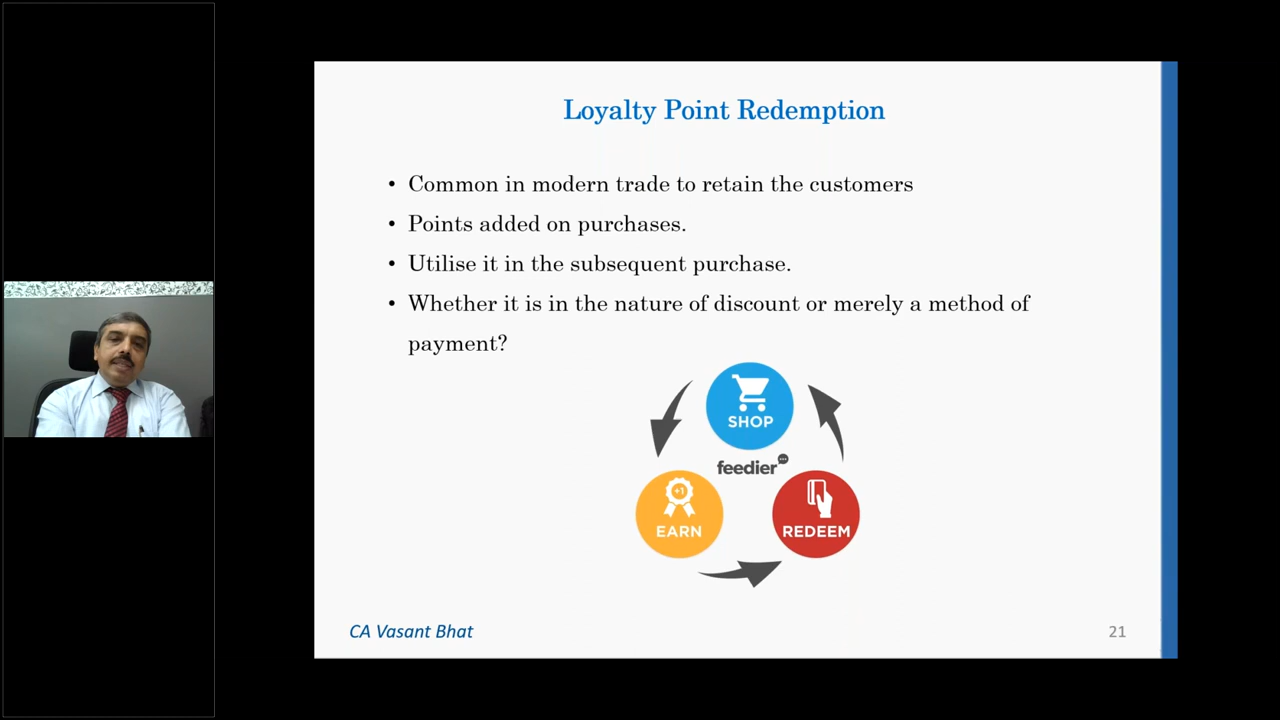 Loyalty Point Redemption
• Common in modern trade to retain the customers
• Points added on purchases.
• Utilise it in the subsequent purchase.
• Whether it is in the nature of discount or merely a method of
payment?
SHOP
feedier
+1
EARN
REDEEM
CA Vasant Bhat
21